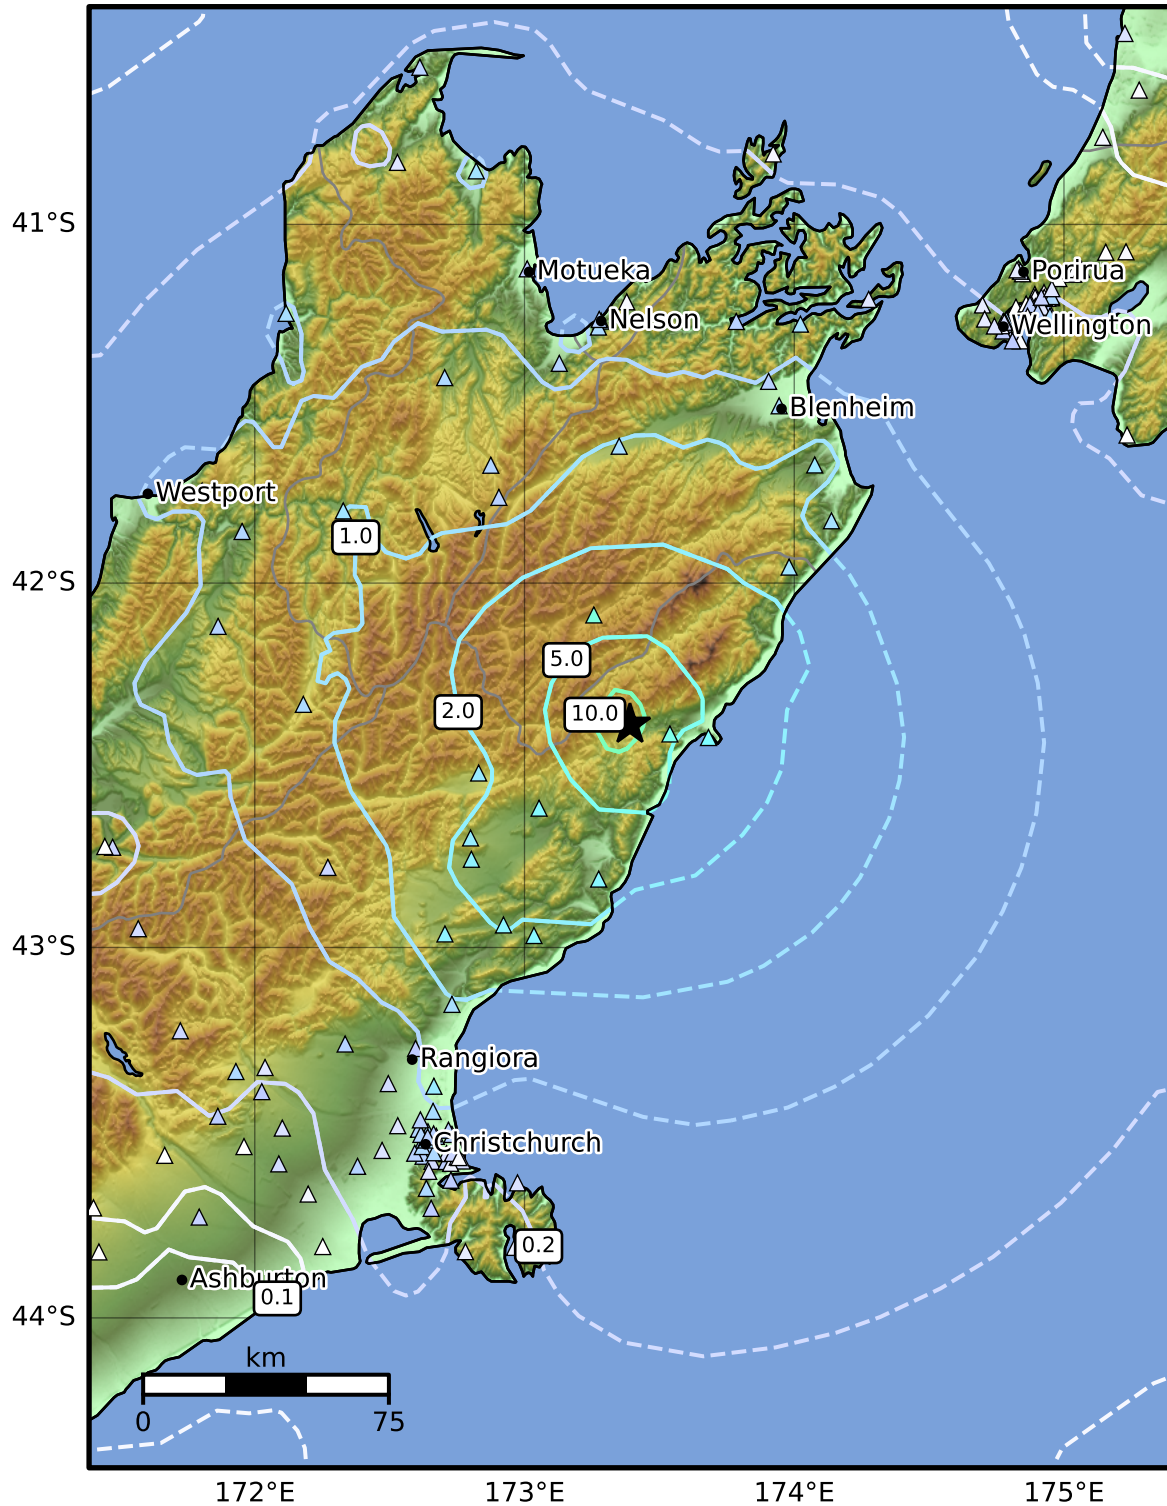 41°S
Motueka
Porirua
Nelson
Wellington
Blenheim
Westport
1.0
42°S
5.0
2.0
10.0
43°S
Rangiora
Christchurch
0.2
Ashburton
0.1
44°S
km
0 75
172°E 173°E 174°E 175°E